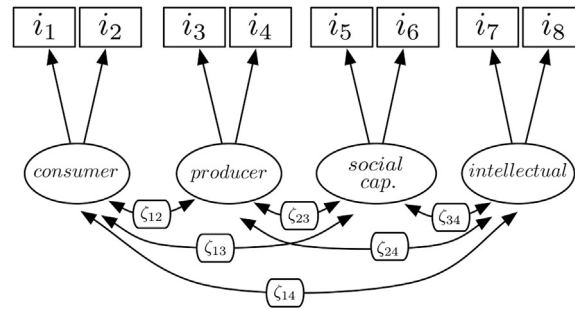 i₁ i₂ i₃ i₄ i₅ i₆ i₇ i₈
consumer producer social cap. intellectual
ζ₁₂ ζ₂₃ ζ₃₄
ζ₁₃ ζ₂₄
ζ₁₄